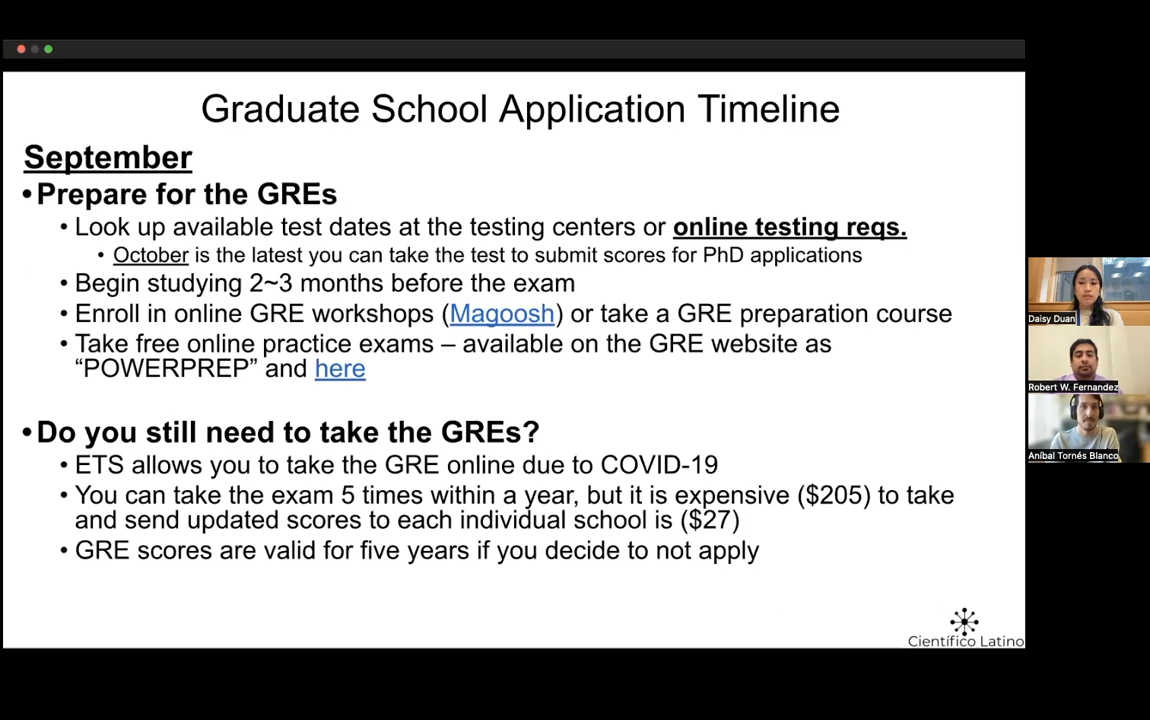 Graduate School Application Timeline
September
•Prepare for the GREs
• Look up available test dates at the testing centers or online testing reqs.
• October is the latest you can take the test to submit scores for PhD applications
• Begin studying 2~3 months before the exam
• Enroll in online GRE workshops (Magoosh) or take a GRE preparation course
• Take free online practice exams – available on the GRE website as
“POWERPREP” and here
•Do you still need to take the GREs?
• ETS allows you to take the GRE online due to COVID-19
• You can take the exam 5 times within a year, but it is expensive ($205) to take
and send updated scores to each individual school is ($27)
• GRE scores are valid for five years if you decide to not apply
Científico Latino
Daisy Duan
Robert W. Fernandez
Aníbal Tornés Blanco